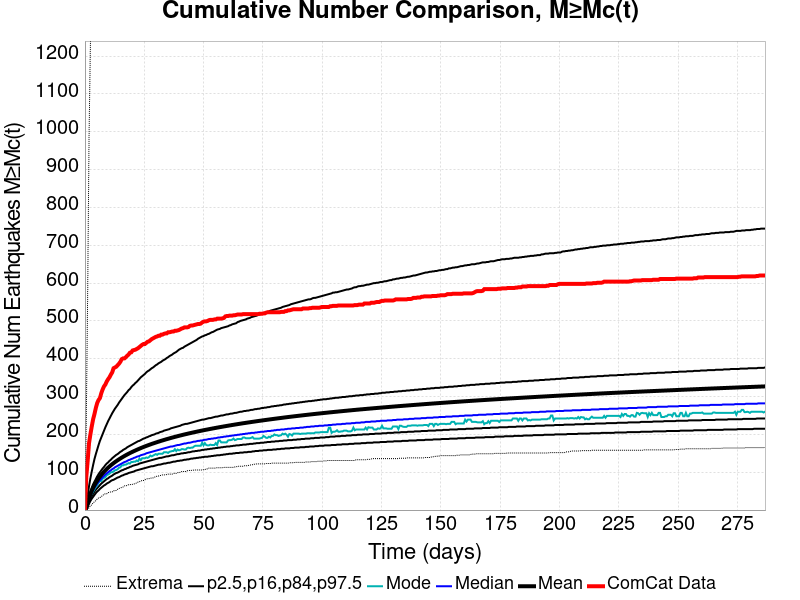 Cumulative Number Comparison, M≥Mc(t)
Cumulative Num Earthquakes M≥Mc(t)
1200
1100
1000
900
800
700
600
500
400
300
200
100
0
0 25 50 75 100 125 150 175 200 225 250 275
Time (days)
Extrema p2.5,p16,p84,p97.5 Mode Median Mean ComCat Data